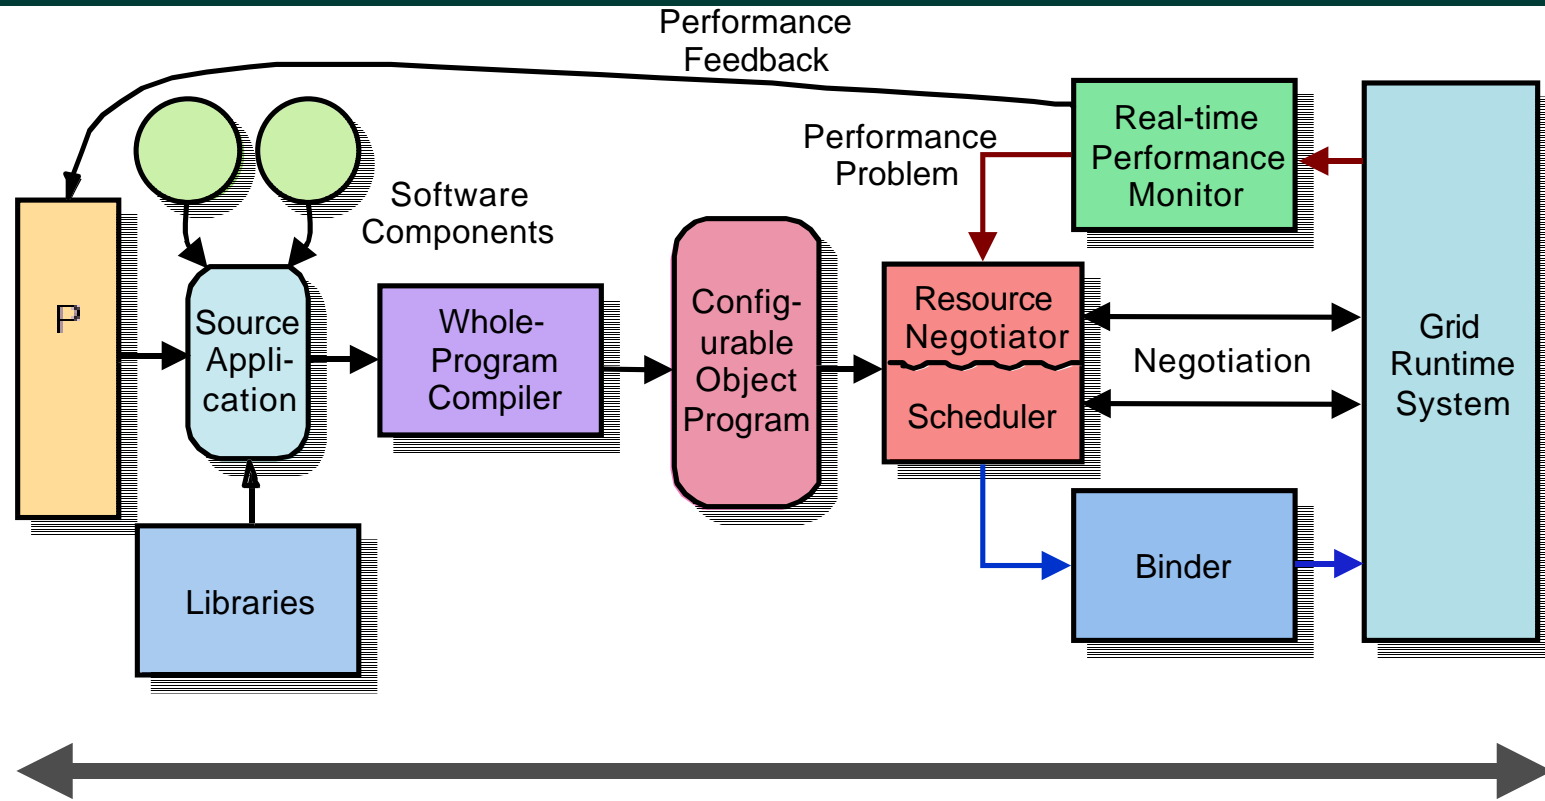 Performance
Feedback
Real-time
Performance
Monitor
Performance
Problem
Software
Components
P
Source
Appli-
cation
Whole-
Program
Compiler
Config-
urable
Object
Program
Resource
Negotiator
Scheduler
Negotiation
Grid
Runtime
System
Binder
Libraries